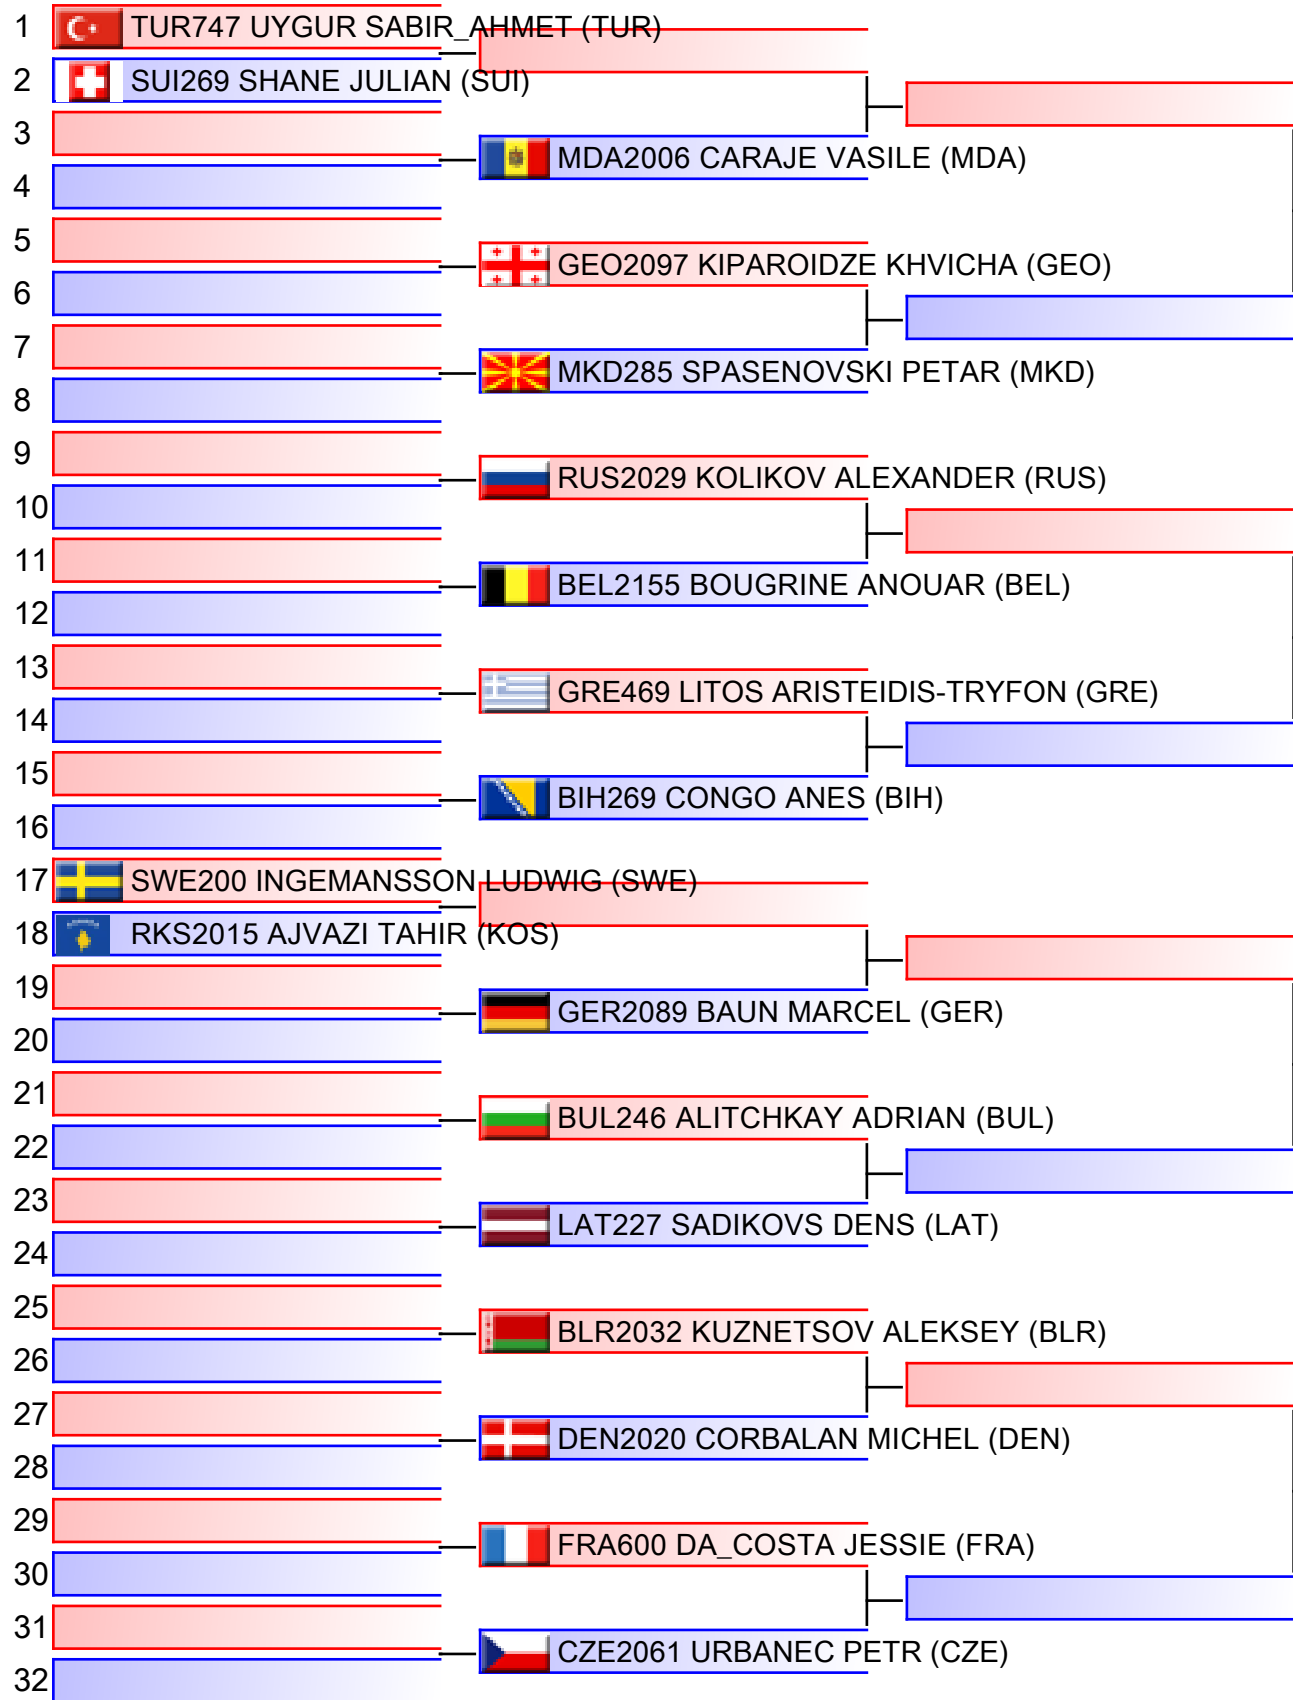 1 TUR747 UYGUR SABIR_AHMET (TUR)
2 SUI269 SHANE JULIAN (SUI)
3
MDA2006 CARAJE VASILE (MDA)
4
5
GEO2097 KIPAROIDZE KHVICHA (GEO)
6
7
MKD285 SPASENOVSKI PETAR (MKD)
8
9
RUS2029 KOLIKOV ALEXANDER (RUS)
10
11
BEL2155 BOUGRINE ANOUAR (BEL)
12
13
GRE469 LITOS ARISTEIDIS-TRYFON (GRE)
14
15
BIH269 CONGO ANES (BIH)
16
17 SWE200 INGEMANSSON LUDWIG (SWE)
18 RKS2015 AJVAZI TAHIR (KOS)
19
GER2089 BAUN MARCEL (GER)
20
21
BUL246 ALITCHKAY ADRIAN (BUL)
22
23
LAT227 SADIKOVS DENS (LAT)
24
25
BLR2032 KUZNETSOV ALEKSEY (BLR)
26
27
DEN2020 CORBALAN MICHEL (DEN)
28
29
FRA600 DA_COSTA JESSIE (FRA)
30
31
CZE2061 URBANEC PETR (CZE)
32